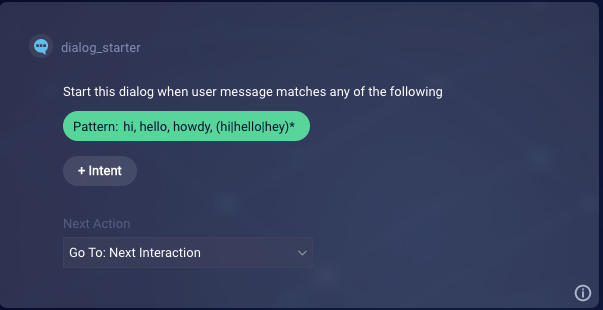 dialog_starter
Start this dialog when user message matches any of the following
Pattern: hi, hello, howdy, (hi|hello|hey)*
+ Intent
Next Action
Go To: Next Interaction